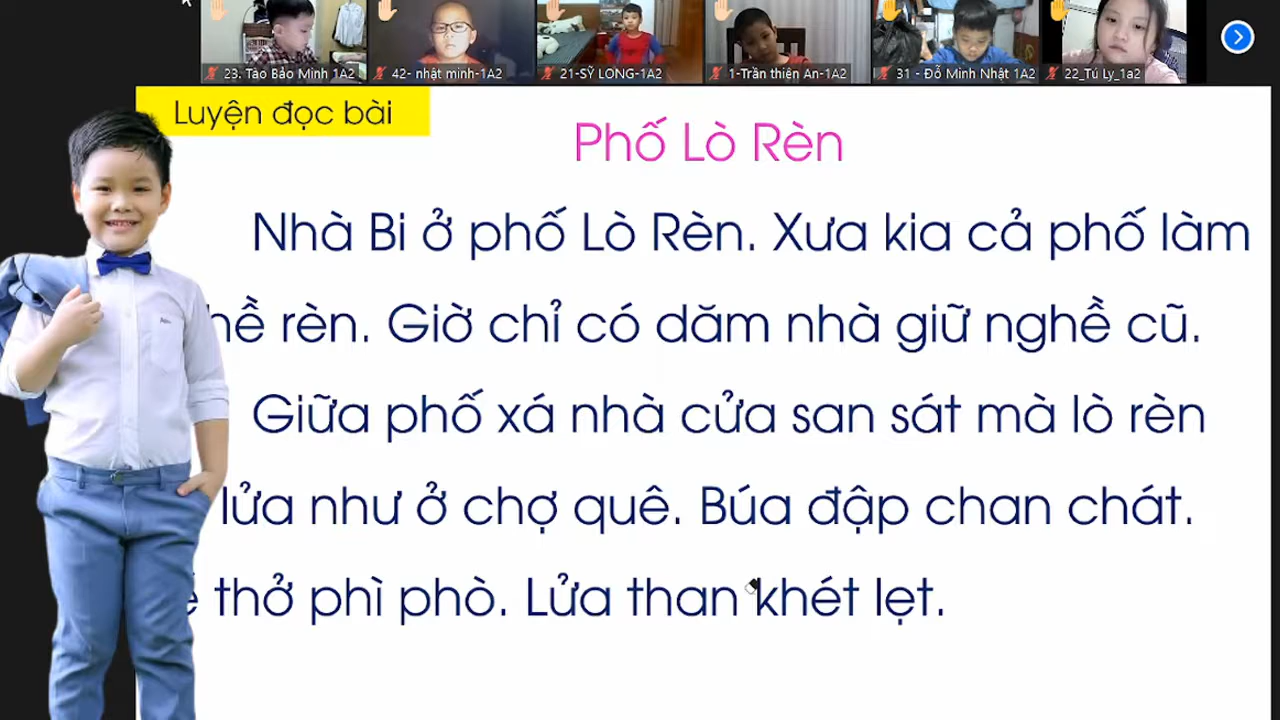 23. Tào Bảo Minh 1A2
42- nhật minh-1A2
21-SỸ LONG-1A2
1-Trần thiện An-1A2
31 - Đỗ Minh Nhật 1A2
22_Tú Ly_1a2
Luyện đọc bài
Phố Lò Rèn
Nhà Bi ở phố Lò Rèn. Xưa kia cả phố làm
rèn. Giờ chỉ có dăm nhà giữ nghề cũ.
Giữa phố xá nhà cửa san sát mà lò rèn
lửa như ở chợ quê. Búa đập chan chát.
thở phì phò. Lửa than khét lẹt.